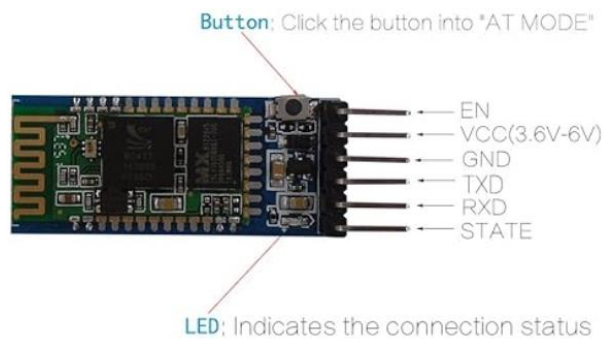 Button: Click the button into "AT MODE"
EN
VCC(3.6V-6V)
GND
TXD
RXD
STATE
LED: Indicates the connection status